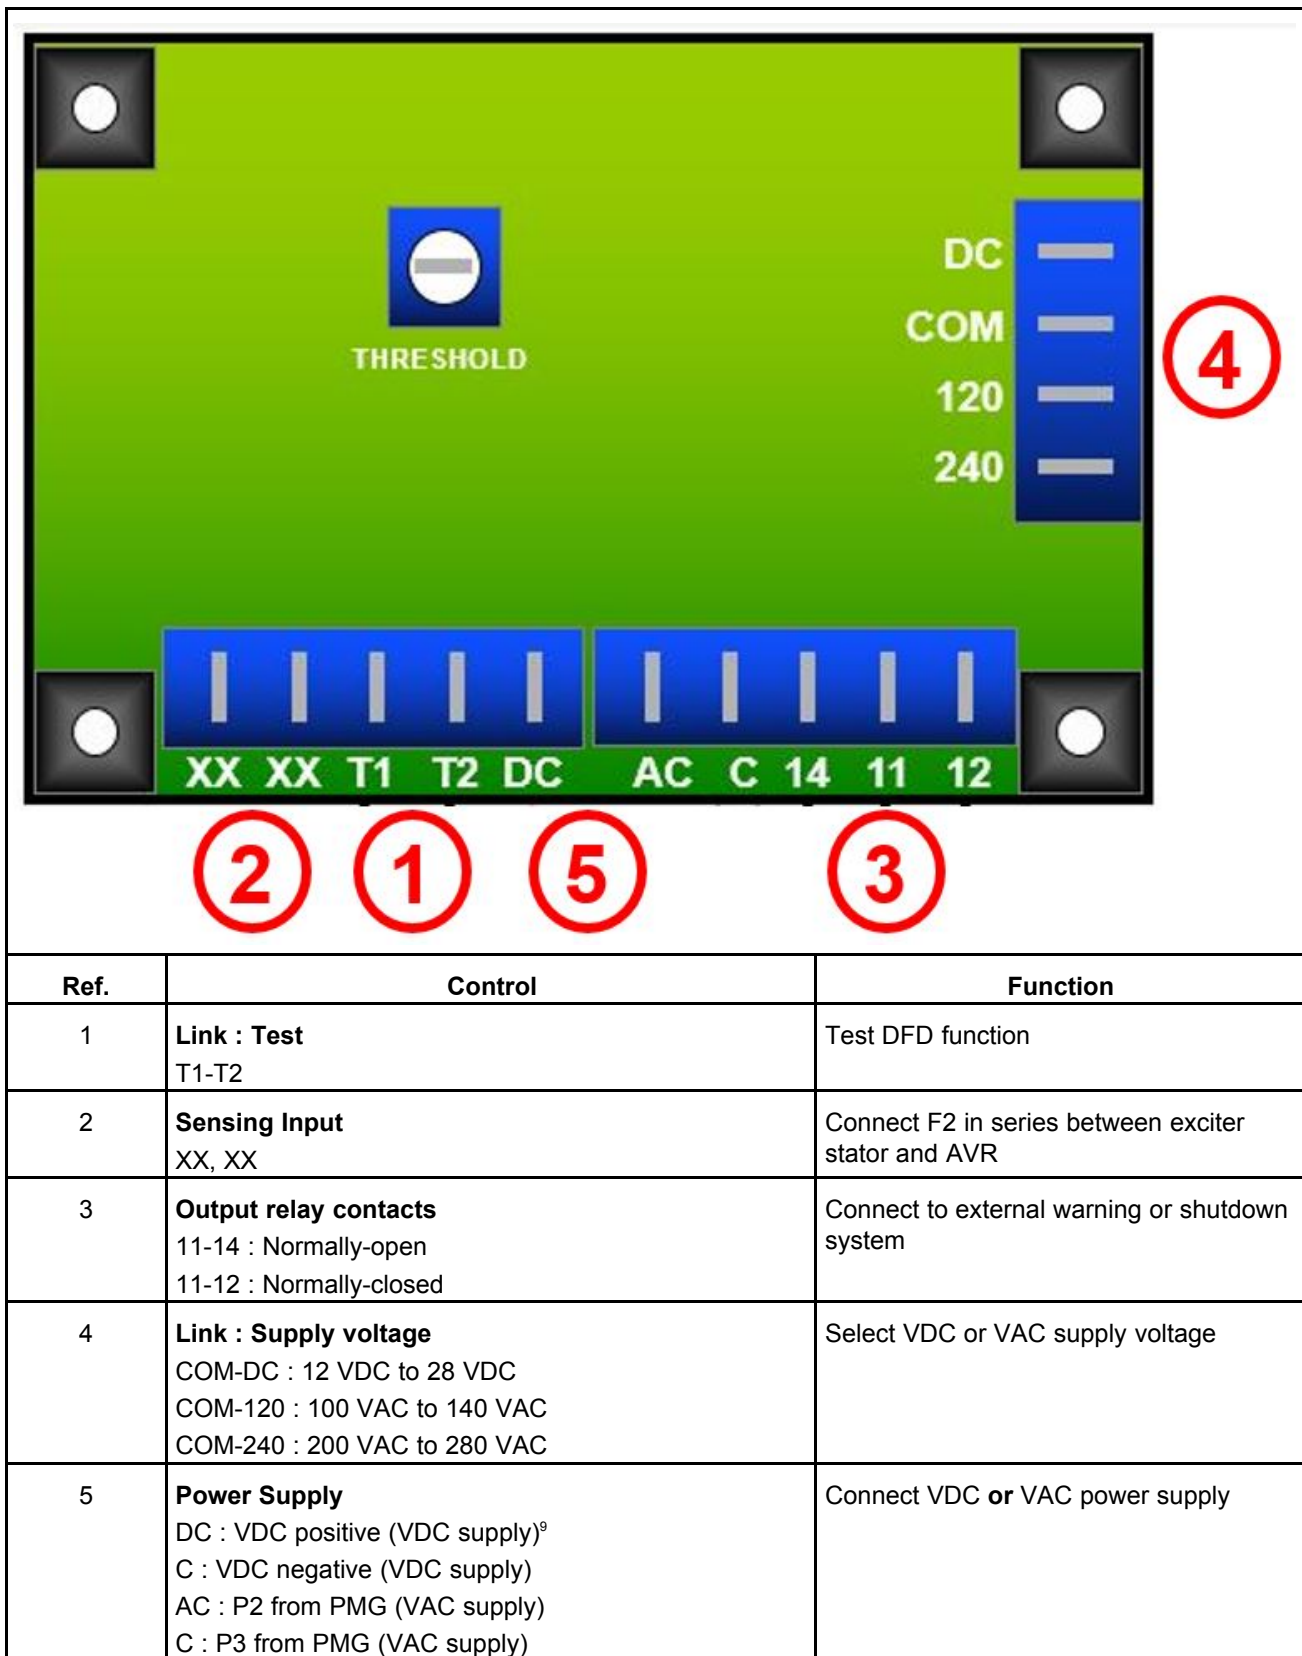 DC
COM
120
240
4
THRESHOLD
XX XX T1 T2 DC AC C 14 11 12
2 1 5 3
Ref. Control Function
1 Link : Test Test DFD function
T1-T2
2 Sensing Input Connect F2 in series between exciter
XX, XX stator and AVR
3 Output relay contacts Connect to external warning or shutdown
11-14 : Normally-open system
11-12 : Normally-closed
4 Link : Supply voltage Select VDC or VAC supply voltage
COM-DC : 12 VDC to 28 VDC
COM-120 : 100 VAC to 140 VAC
COM-240 : 200 VAC to 280 VAC
5 Power Supply Connect VDC or VAC power supply
DC : VDC positive (VDC supply)⁹
C : VDC negative (VDC supply)
AC : P2 from PMG (VAC supply)
C : P3 from PMG (VAC supply)